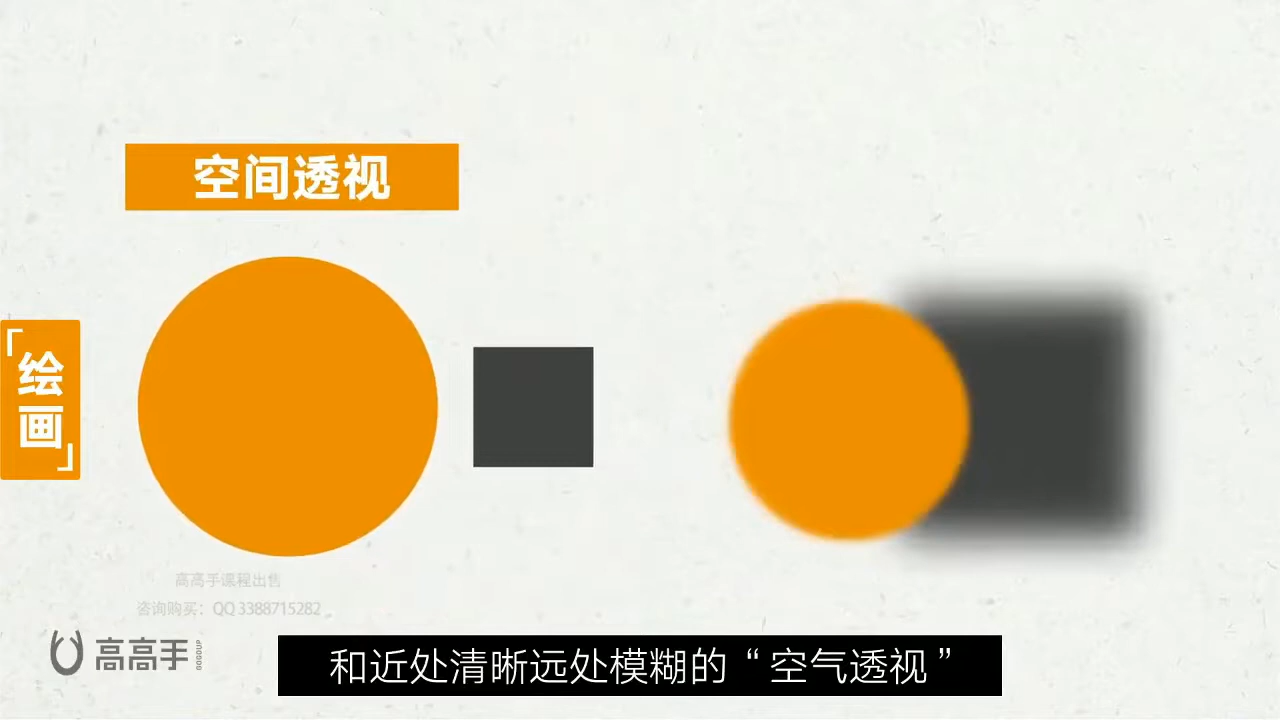 空间透视
「绘画」
高高手课程出售
咨询购买：QQ 3388715282
高高手
GOGOUP
和近处清晰远处模糊的“空气透视”